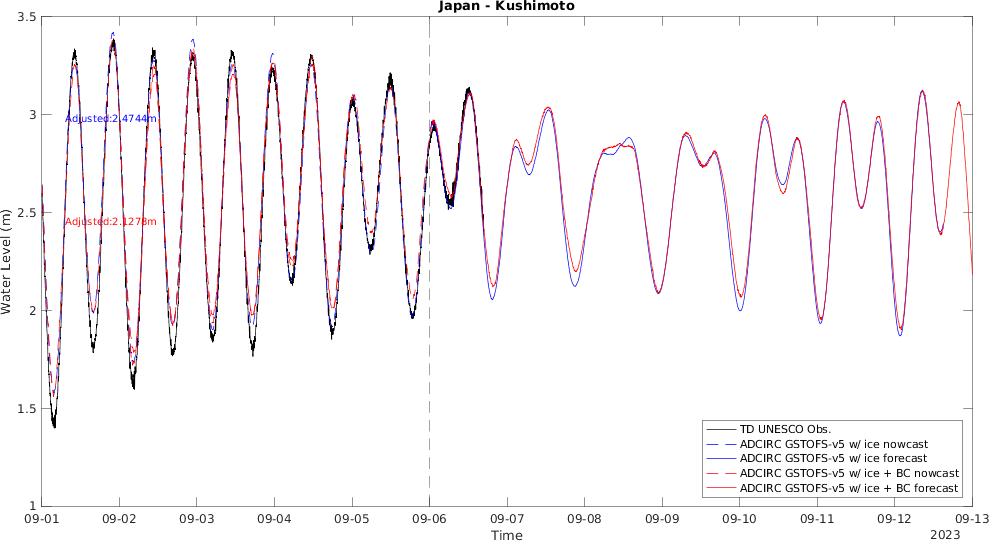 Japan - Kushimoto
3.5
3
2.5
2
1.5
1
Water Level (m)
Adjusted:2.4744m
Adjusted:2.1278m
TD UNESCO Obs.
ADCIRC GSTOFS-v5 w/ ice nowcast
ADCIRC GSTOFS-v5 w/ ice forecast
ADCIRC GSTOFS-v5 w/ ice + BC nowcast
ADCIRC GSTOFS-v5 w/ ice + BC forecast
09-01 09-02 09-03 09-04 09-05 09-06 09-07 09-08 09-09 09-10 09-11 09-12 09-13
Time
2023